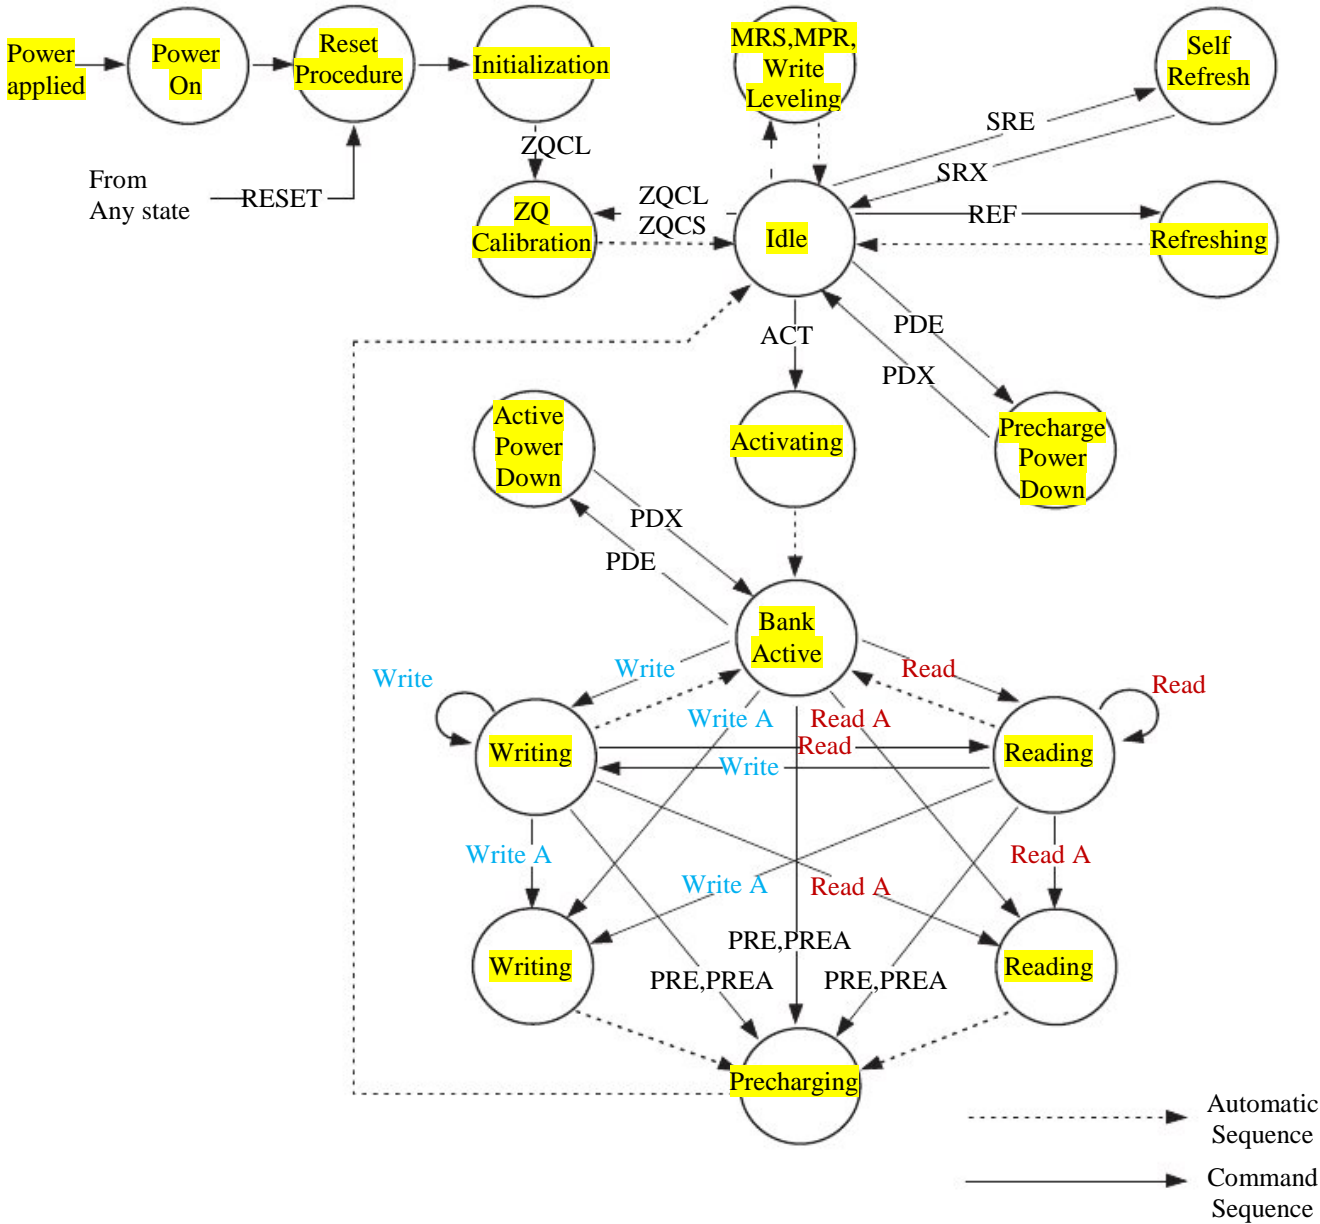 Power
applied
Power
On
Reset
Procedure
Initialization
MRS,MPR,
Write
Leveling
Self
Refresh
From
Any state
RESET
ZQCL
ZQ
Calibration
ZQCL
ZQCS
Idle
SRE
SRX
REF
Refreshing
ACT
PDE
PDX
Active
Power
Down
Activating
Precharge
Power
Down
PDX
PDE
Bank
Active
Write
Write
Read
Read
Write A
Read A
Writing
Read
Write
Reading
Write A
Write A
Read A
Read A
Writing
PRE,PREA
PRE,PREA
PRE,PREA
Reading
Precharging
Automatic
Sequence
Command
Sequence